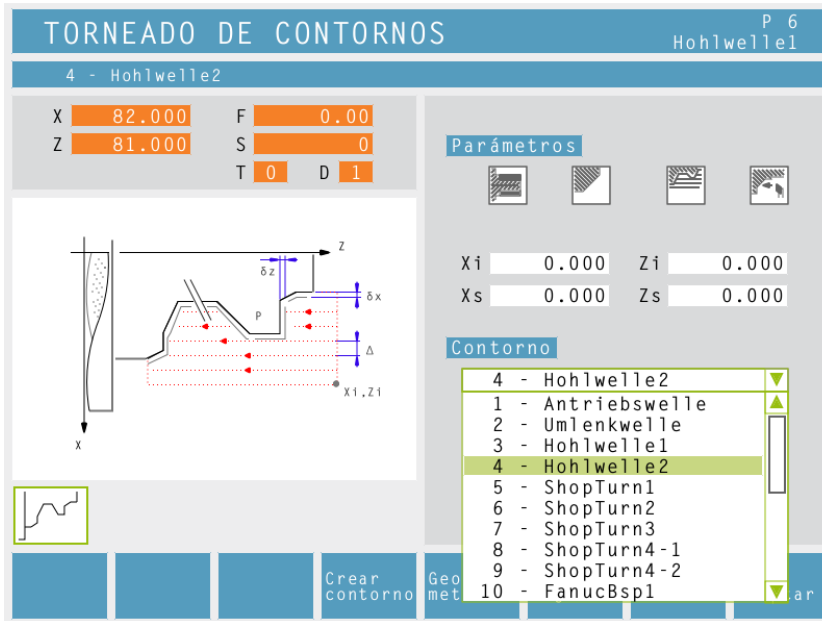 TORNEADO DE CONTORNOS
P 6
Hohlwelle1
4 - Hohlwelle2
X 82.000 F 0.00
Z 81.000 S 0
T 0 D 1
Parámetros
Xi 0.000 Zi 0.000
Xs 0.000 Zs 0.000
Z
δz
δx
P
Δ
Xi,Zi
X
Contorno
4 - Hohlwelle2
1 - Antriebswelle
2 - Umlenkwelle
3 - Hohlwelle1
4 - Hohlwelle2
5 - ShopTurn1
6 - ShopTurn2
7 - ShopTurn3
8 - ShopTurn4-1
9 - ShopTurn4-2
10 - FanucBsp1
Crear
contorno
Geo
met
ar